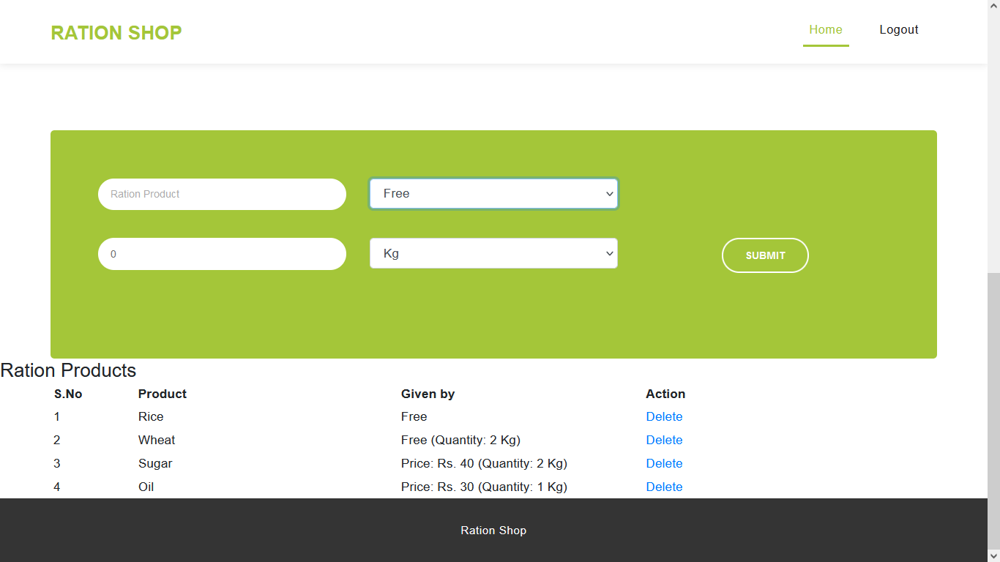 RATION SHOP Home Logout
Ration Product Free
0 Kg SUBMIT
Ration Products
S.No Product Given by Action
1 Rice Free Delete
2 Wheat Free (Quantity: 2 Kg) Delete
3 Sugar Price: Rs. 40 (Quantity: 2 Kg) Delete
4 Oil Price: Rs. 30 (Quantity: 1 Kg) Delete
Ration Shop